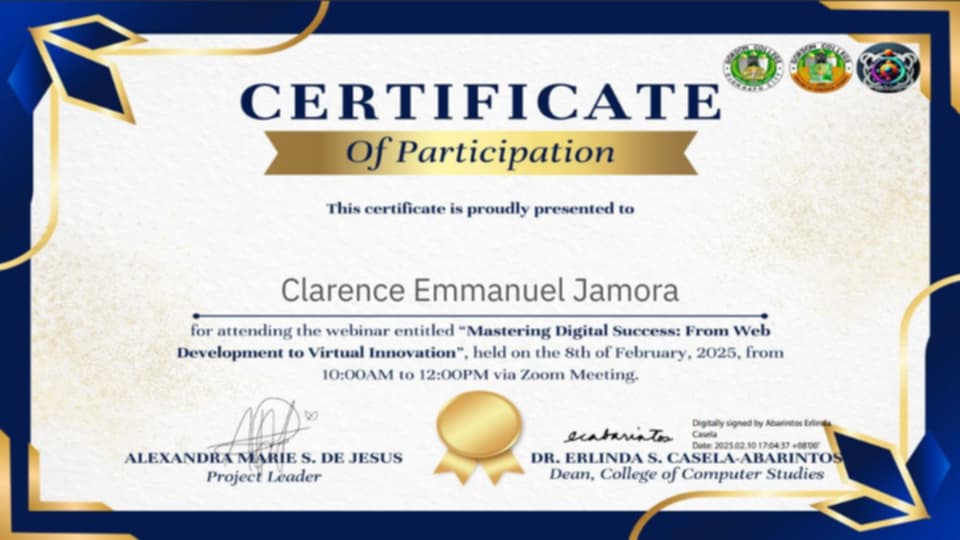 CERTIFICATE
Of Participation
This certificate is proudly presented to
Clarence Emmanuel Jamora
for attending the webinar entitled “Mastering Digital Success: From Web
Development to Virtual Innovation”, held on the 8th of February, 2025, from
10:00AM to 12:00PM via Zoom Meeting.
ecabarintos
Digitally signed by Abarintos Erlinda
Casela
Date: 2025.02.10 17:04:37 +08'00'
ALEXANDRA MARIE S. DE JESUS
Project Leader
DR. ERLINDA S. CASELA-ABARINTOS
Dean, College of Computer Studies